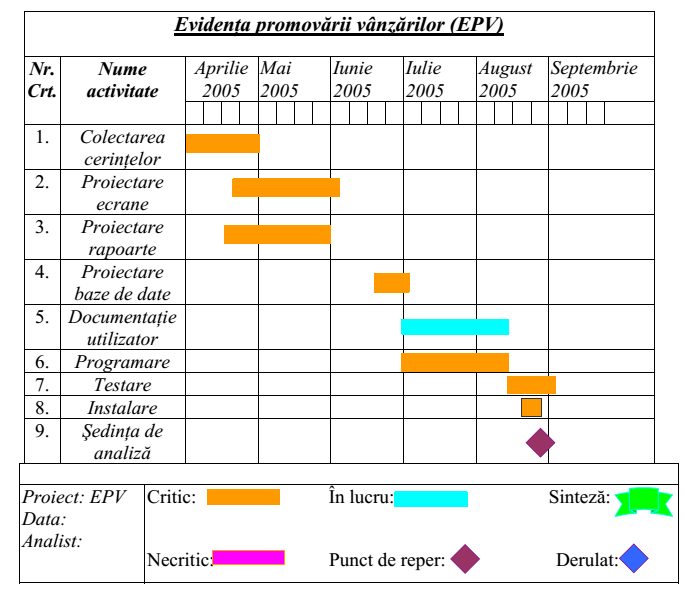 Evidența promovării vânzărilor (EPV)
Nr. Crt.
Nume activitate
Aprilie 2005
Mai 2005
Iunie 2005
Iulie 2005
August 2005
Septembrie 2005
1.
Colectarea
cerințelor
2.
Proiectare
ecrane
3.
Proiectare
rapoarte
4.
Proiectare
baze de date
5.
Documentație
utilizator
6.
Programare
7.
Testare
8.
Instalare
9.
Ședința de
analiză
Proiect: EPV
Data:
Analist:
Critic:
În lucru:
Sinteză:
Necritic:
Punct de reper:
Derulat: